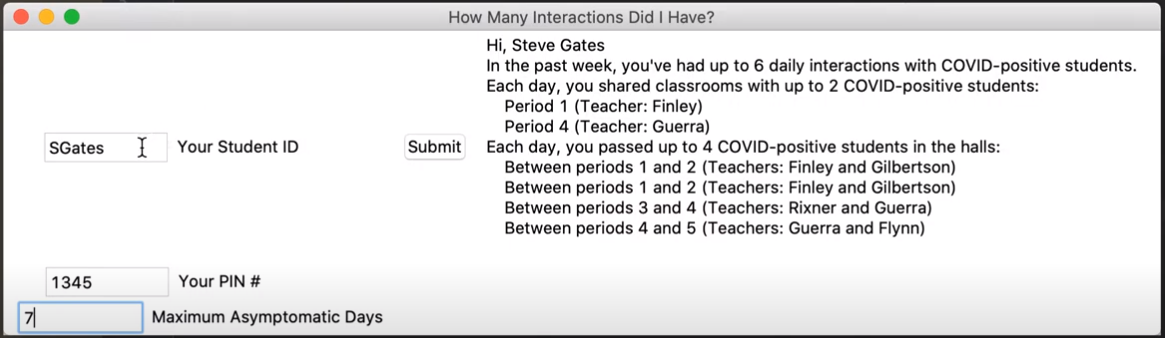 How Many Interactions Did I Have?
Hi, Steve Gates
In the past week, you've had up to 6 daily interactions with COVID-positive students.
Each day, you shared classrooms with up to 2 COVID-positive students:
Period 1 (Teacher: Finley)
Period 4 (Teacher: Guerra)
SGates Your Student ID Submit Each day, you passed up to 4 COVID-positive students in the halls:
Between periods 1 and 2 (Teachers: Finley and Gilbertson)
Between periods 1 and 2 (Teachers: Finley and Gilbertson)
Between periods 3 and 4 (Teachers: Rixner and Guerra)
Between periods 4 and 5 (Teachers: Guerra and Flynn)
1345 Your PIN #
7 Maximum Asymptomatic Days